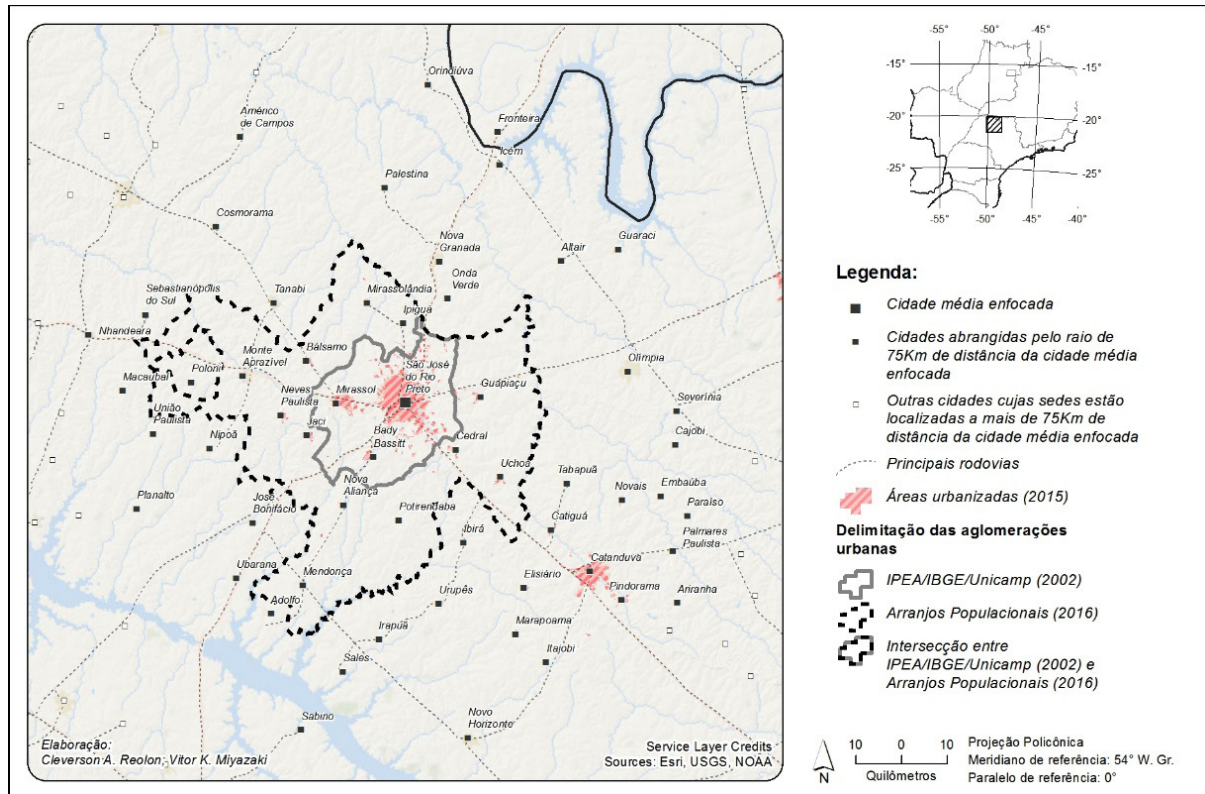 Orindiúva
Américo
de Campos
Fronteira
Icém
Palestina
Cosmorama
Nova
Granada
Altair
Guaraci
Onda
Verde
Sebastianópolis
do Sul
Tanabi
Mirassolândia
Ipiguá
Nhandeara
Monte
Aprazível
Bálsamo
São José
do Rio
Preto
Olímpia
Macaubal
Poloni
Neves
Paulista
Mirassol
Guapiaçu
Severínia
União
Paulista
Jaci
Bady
Bassitt
Cedral
Cajobi
Nipoã
Uchoa
Tabapuã
Planalto
José
Bonifácio
Nova
Aliança
Potirendaba
Novais
Embaúba
Paraíso
Ibirá
Catiguá
Palmares
Paulista
Ubarana
Mendonça
Elisiário
Catanduva
Pindorama
Ariranha
Adolfo
Urupês
Irapuã
Marapoama
Sales
Itajobi
Sabino
Novo
Horizonte
Elaboração:
Cleverson A. Reolon; Vitor K. Miyazaki
Service Layer Credits
Sources: Esri, USGS, NOAA
-55° -50° -45°
-15° -15°
-20° -20°
-25° -25°
-55° -50° -45° -40°
Legenda:
Cidade média enfocada
Cidades abrangidas pelo raio de
75Km de distância da cidade média
enfocada
Outras cidades cujas sedes estão
localizadas a mais de 75Km de
distância da cidade média enfocada
Principais rodovias
Áreas urbanizadas (2015)
Delimitação das aglomerações
urbanas
IPEA/IBGE/Unicamp (2002)
Arranjos Populacionais (2016)
Intersecção entre
IPEA/IBGE/Unicamp (2002) e
Arranjos Populacionais (2016)
N
10 0 10
Quilômetros
Projeção Policônica
Meridiano de referência: 54° W. Gr.
Paralelo de referência: 0°